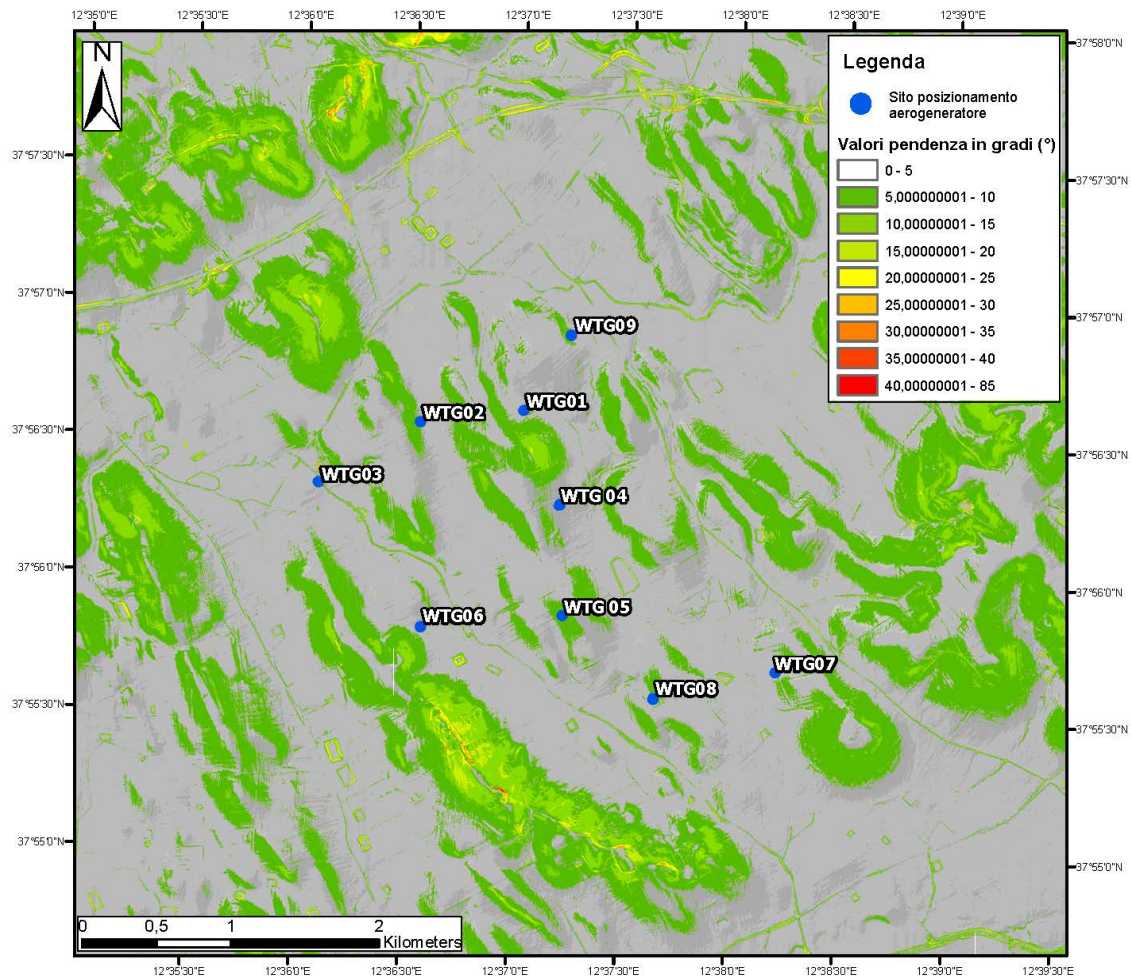 12°35'0"E 12°35'30"E 12°36'0"E 12°36'30"E 12°37'0"E 12°37'30"E 12°38'0"E 12°38'30"E 12°39'0"E
N
37°58'0"N
Legenda
Sito posizionamento
aerogeneratore
Valori pendenza in gradi (°)
0 - 5
5,000000001 - 10
10,00000001 - 15
15,00000001 - 20
20,00000001 - 25
25,00000001 - 30
30,00000001 - 35
35,00000001 - 40
40,00000001 - 85
37°57'30"N
37°57'30"N
37°57'0"N
37°57'0"N
WTG09
WTG01
WTG02
37°56'30"N
37°56'30"N
WTG03
WTG 04
37°56'0"N
37°56'0"N
WTG 05
WTG06
WTG07
WTG08
37°55'30"N
37°55'30"N
37°55'0"N
37°55'0"N
0 0,5 1 2
Kilometers
12°35'30"E 12°36'0"E 12°36'30"E 12°37'0"E 12°37'30"E 12°38'0"E 12°38'30"E 12°39'0"E 12°39'30"E